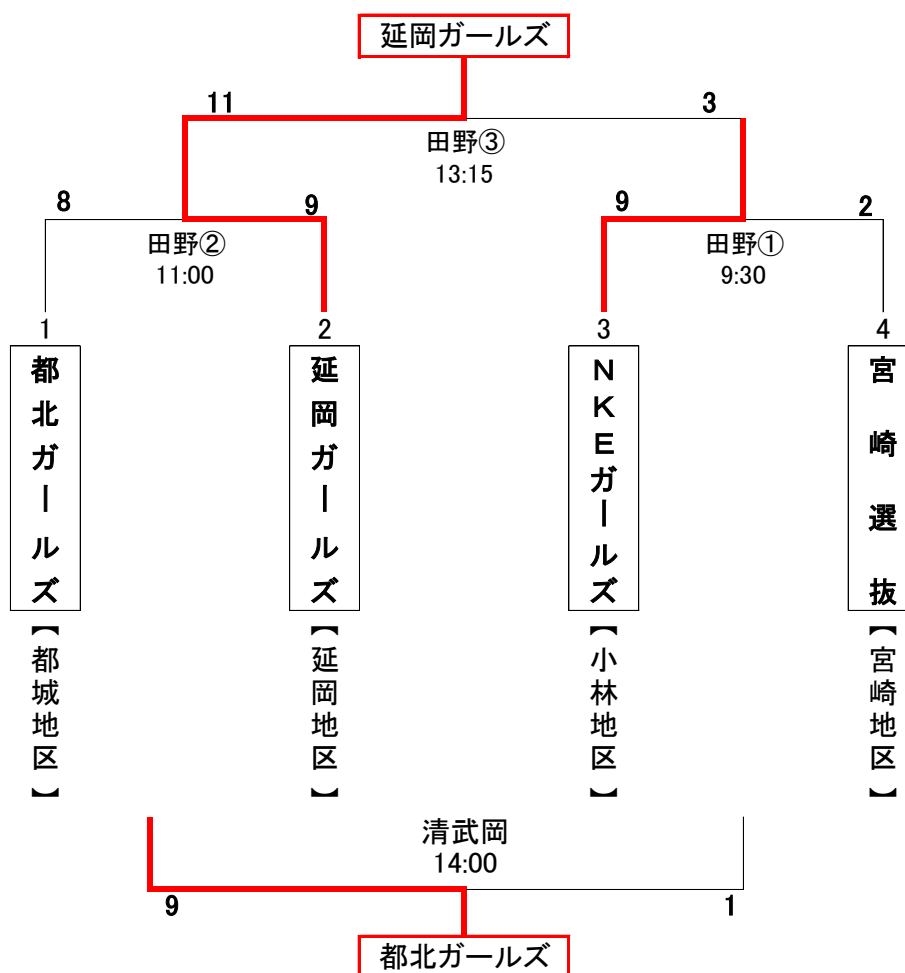 延岡ガールズ
11
3
田野③
13:15
8
9
9
2
田野②
11:00
田野①
9:30
1
2
3
4
都北ガールズ
延岡ガールズ
NKEガールズ
宮崎選抜
【都城地区】
【延岡地区】
【小林地区】
【宮崎地区】
清武岡
14:00
9
1
都北ガールズ